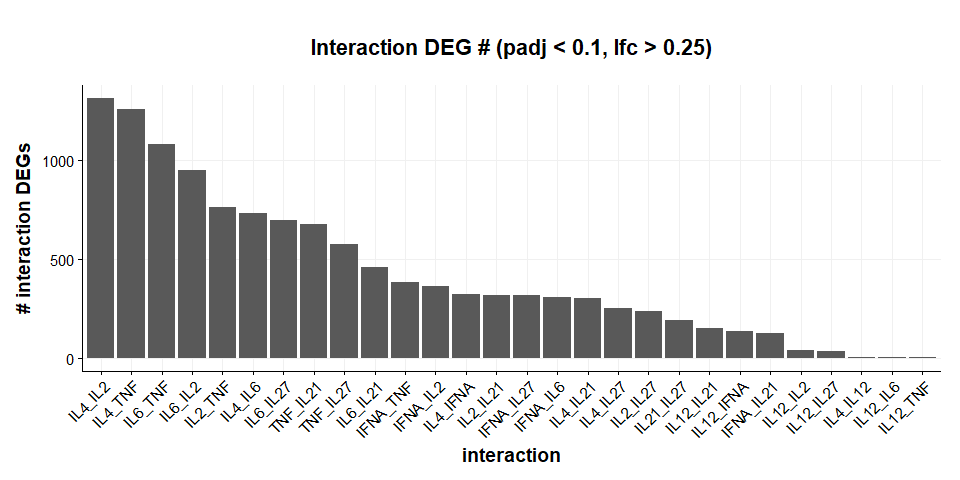 Interaction DEG # (padj < 0.1, lfc > 0.25)
# interaction DEGs
1000
500
0
IL4_IL2
IL4_TNF
IL6_TNF
IL6_IL2
IL2_TNF
IL4_IL6
IL6_IL27
TNF_IL21
TNF_IL27
IL6_IL21
IFNA_TNF
IFNA_IL2
IL4_IFNA
IL2_IL21
IFNA_IL27
IFNA_IL6
IL4_IL21
IL4_IL27
IL2_IL27
IL21_IL27
IL12_IL21
IL12_IFNA
IFNA_IL21
IL12_IL2
IL12_IL27
IL4_IL12
IL12_IL6
IL12_TNF
interaction